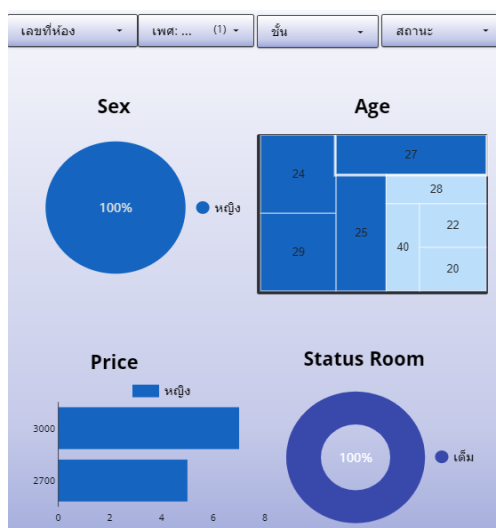 เลขที่ห้อง
เพศ: ... (1)
ชั้น
สถานะ
Sex
100%
หญิง
Age
24
27
28
29
25
40
22
20
Price
หญิง
3000
2700
0 2 4 6 8
Status Room
100%
เต็ม